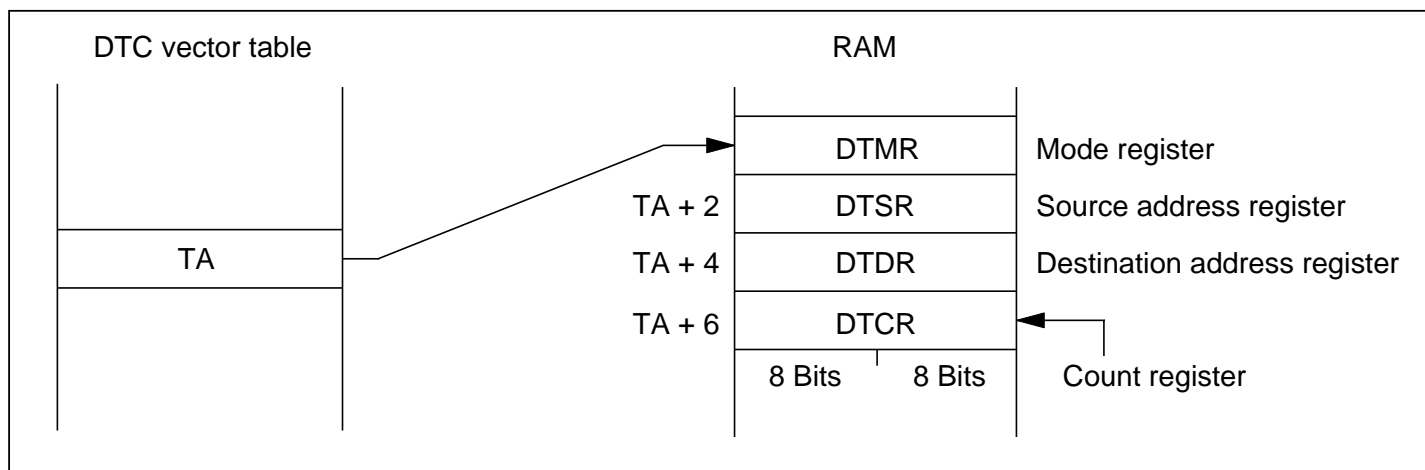 DTC vector table
RAM
DTMR
Mode register
TA + 2
DTSR
Source address register
TA
TA + 4
DTDR
Destination address register
TA + 6
DTCR
8 Bits
8 Bits
Count register